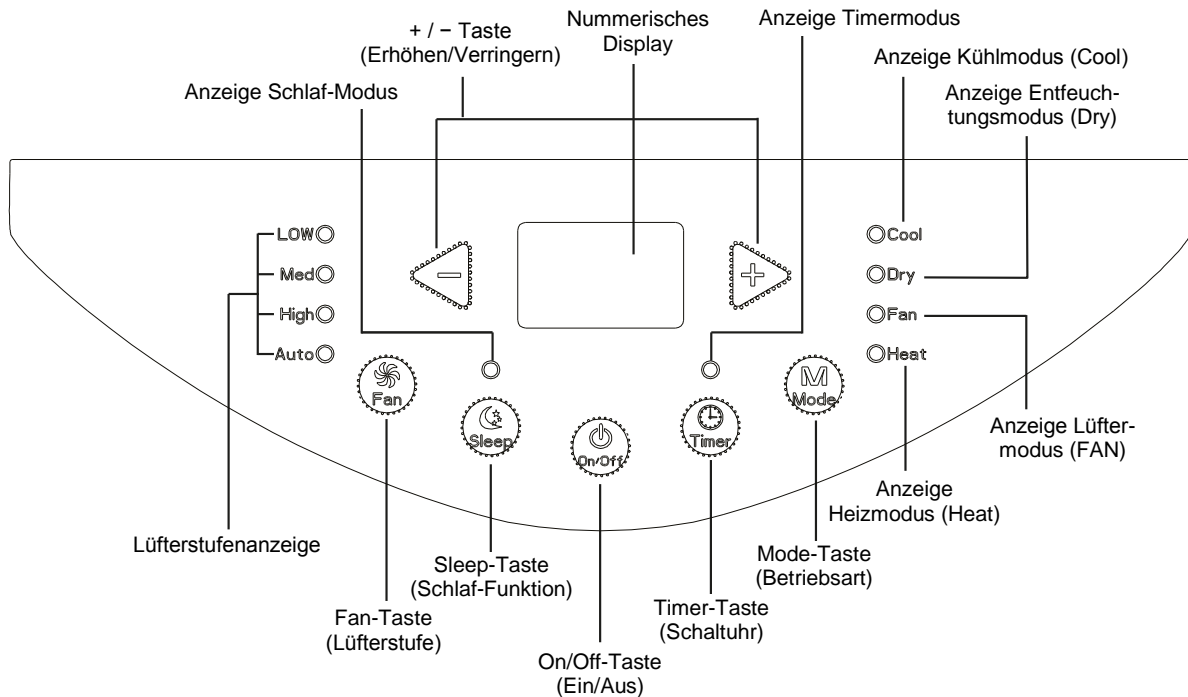 Nummerisches
Display
Anzeige Timermodus
+ / − Taste
(Erhöhen/Verringern)
Anzeige Kühlmodus (Cool)
Anzeige Schlaf-Modus
Anzeige Entfeuch-
tungsmodus (Dry)
LOW
Med
High
Auto
−
+
Cool
Dry
Fan
Heat
Fan
Sleep
On/Off
Timer
M
Mode
Anzeige Lüfter-
modus (FAN)
Anzeige
Heizmodus (Heat)
Lüfterstufenanzeige
Sleep-Taste
(Schlaf-Funktion)
Mode-Taste
(Betriebsart)
Fan-Taste
(Lüfterstufe)
Timer-Taste
(Schaltuhr)
On/Off-Taste
(Ein/Aus)